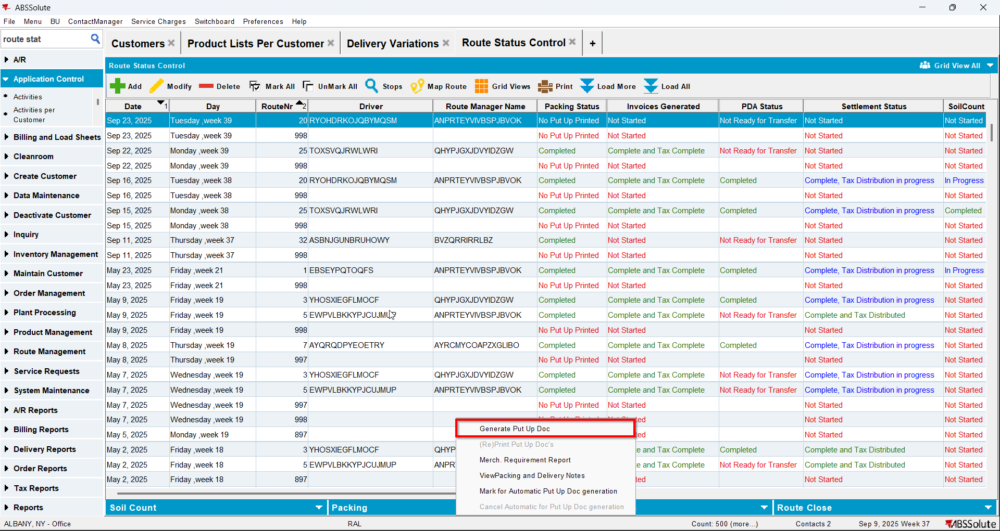 ABSSolute
File Menu BU ContactManager Service Charges Switchboard Preferences Help
route stat
Customers Product Lists Per Customer Delivery Variations Route Status Control +
A/R
Application Control
Activities
Activities per
Customer
Billing and Load Sheets
Cleanroom
Create Customer
Data Maintenance
Deactivate Customer
Inquiry
Inventory Management
Maintain Customer
Order Management
Plant Processing
Product Management
Route Management
Service Requests
System Maintenance
A/R Reports
Billing Reports
Delivery Reports
Order Reports
Tax Reports
Reports
Route Status Control Grid View All
Add Modify Delete Mark All UnMark All Stops Map Route Grid Views Print Load More Load All
Date 1 Day RouteNr 2 Driver Route Manager Name Packing Status Invoices Generated PDA Status Settlement Status SoilCount
Sep 23, 2025 Tuesday ,week 39 20 RYOHDRKOJQBYMQSM ANPRTEYVIVBSPJBVOK No Put Up Printed Not Started Not Ready for Transfer Not Started Not Started
Sep 23, 2025 Tuesday ,week 39 998 No Put Up Printed Not Started Not Started Not Started
Sep 22, 2025 Monday ,week 39 25 TOXSVQJRWLWRI QHYPJGXJDVYIDZGW Completed Complete and Tax Complete Not Ready for Transfer Not Started Not Started
Sep 22, 2025 Monday ,week 39 998 No Put Up Printed Not Started Not Started Not Started
Sep 16, 2025 Tuesday ,week 38 20 RYOHDRKOJQBYMQSM ANPRTEYVIVBSPJBVOK Completed Complete and Tax Complete Completed Complete, Tax Distribution in progress In Progress
Sep 16, 2025 Tuesday ,week 38 998 No Put Up Printed Not Started Not Started Not Started
Sep 15, 2025 Monday ,week 38 25 TOXSVQJRWLWRI QHYPJGXJDVYIDZGW Completed Complete and Tax Complete Completed Complete, Tax Distribution in progress Completed
Sep 15, 2025 Monday ,week 38 998 No Put Up Printed Not Started Not Started Not Started
Sep 11, 2025 Thursday ,week 37 32 ASBNJGUNBRUHOWY BVZQRRIRRLBZ Completed Not Started Not Ready for Transfer Not Started Not Started
Sep 11, 2025 Thursday ,week 37 998 No Put Up Printed Not Started Not Started Not Started
May 23, 2025 Friday ,week 21 1 EBSEYPQTOQFS ANPRTEYVIVBSPJBVOK Completed Complete and Tax Complete Completed Complete, Tax Distribution in progress In Progress
May 23, 2025 Friday ,week 21 998 No Put Up Printed Not Started Not Started Not Started
May 9, 2025 Friday ,week 19 3 YHOSXIEGFLMOCF QHYPJGXJDVYIDZGW Completed Complete and Tax Complete Completed Complete, Tax Distribution in progress Not Started
May 9, 2025 Friday ,week 19 5 EWPVLBKKYPJCUJMUP ANPRTEYVIVBSPJBVOK Completed Complete and Tax Complete Not Ready for Transfer Complete and Tax Distributed Not Started
May 9, 2025 Friday ,week 19 998 No Put Up Printed Not Started Not Started Not Started
May 8, 2025 Thursday ,week 19 7 AYQRQDPYEOETRY AYRCMYCOAPZXGLIBO Completed Complete and Tax Complete Completed Complete, Tax Distribution in progress Not Started
May 8, 2025 Thursday ,week 19 997 No Put Up Printed Not Started Not Started Not Started
May 7, 2025 Wednesday ,week 19 3 YHOSXIEGFLMOCF QHYPJGXJDVYIDZGW Completed Complete and Tax Complete Not Ready for Transfer Complete, Tax Distribution in progress Not Started
May 7, 2025 Wednesday ,week 19 5 EWPVLBKKYPJCUJMUP ANPRTEYVIVBSPJBVOK Completed Complete and Tax Complete Not Ready for Transfer Complete, Tax Distribution in progress Not Started
May 7, 2025 Wednesday ,week 19 997 No Put Up Printed Not Started Not Started Not Started
May 7, 2025 Wednesday ,week 19 998 ted Not Started Not Started
May 5, 2025 Monday ,week 19 897 ted Not Started Not Started
May 2, 2025 Friday ,week 18 3 YHOSXIEGFLMOCF QHYP e and Tax Complete Completed Complete and Tax Distributed Not Started
May 2, 2025 Friday ,week 18 5 EWPVLBKKYPJCUJMUP ANPR e and Tax Complete Not Ready for Transfer Complete and Tax Distributed Not Started
May 2, 2025 Friday ,week 18 897 ted Not Started Not Started
Generate Put Up Doc
(Re)Print Put Up Doc's
Merch. Requirement Report
ViewPacking and Delivery Notes
Mark for Automatic Put Up Doc generation
Cancel Automatic for Put Up Doc generation
Soil Count Packing Route Close
ALBANY, NY - Office RAL Count: 500 (more...) Contacts 2 Sep 9, 2025 Week 37 ABSSolute